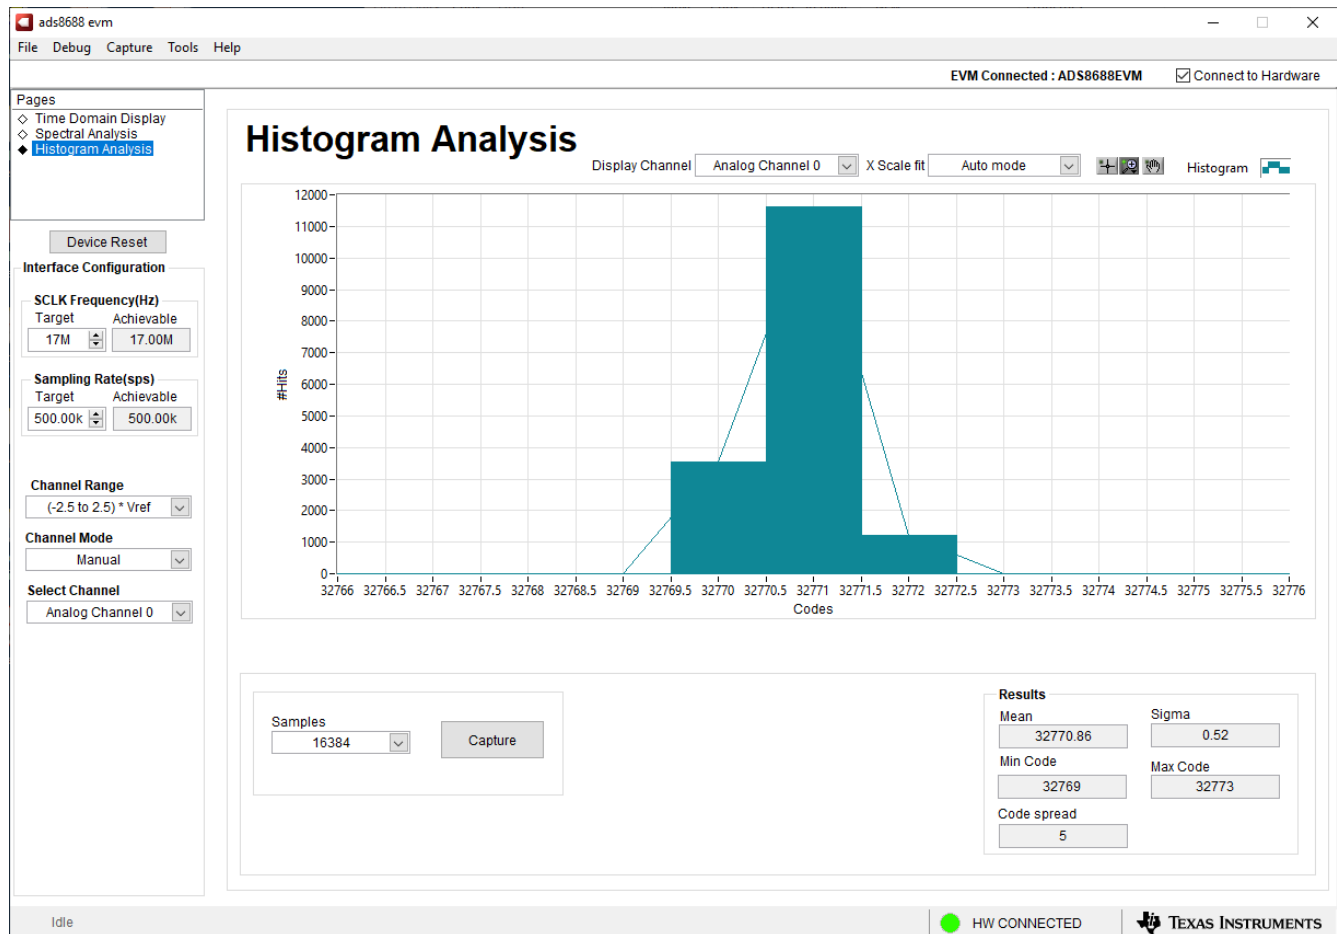 ads8688 evm
File Debug Capture Tools Help
EVM Connected : ADS8688EVM Connect to Hardware
Pages
Time Domain Display
Spectral Analysis
Histogram Analysis
Device Reset
Interface Configuration
SCLK Frequency(Hz)
Target Achievable
17M 17.00M
Sampling Rate(sps)
Target Achievable
500.00k 500.00k
Channel Range
(-2.5 to 2.5) * Vref
Channel Mode
Manual
Select Channel
Analog Channel 0
Histogram Analysis
Display Channel Analog Channel 0 X Scale fit Auto mode Histogram
12000
11000
10000
9000
8000
7000
6000
5000
4000
3000
2000
1000
0
#Hits
32766 32766.5 32767 32767.5 32768 32768.5 32769 32769.5 32770 32770.5 32771 32771.5 32772 32772.5 32773 32773.5 32774 32774.5 32775 32775.5 32776
Codes
Samples
16384
Capture
Results
Mean Sigma
32770.86 0.52
Min Code Max Code
32769 32773
Code spread
5
Idle HW CONNECTED TEXAS INSTRUMENTS